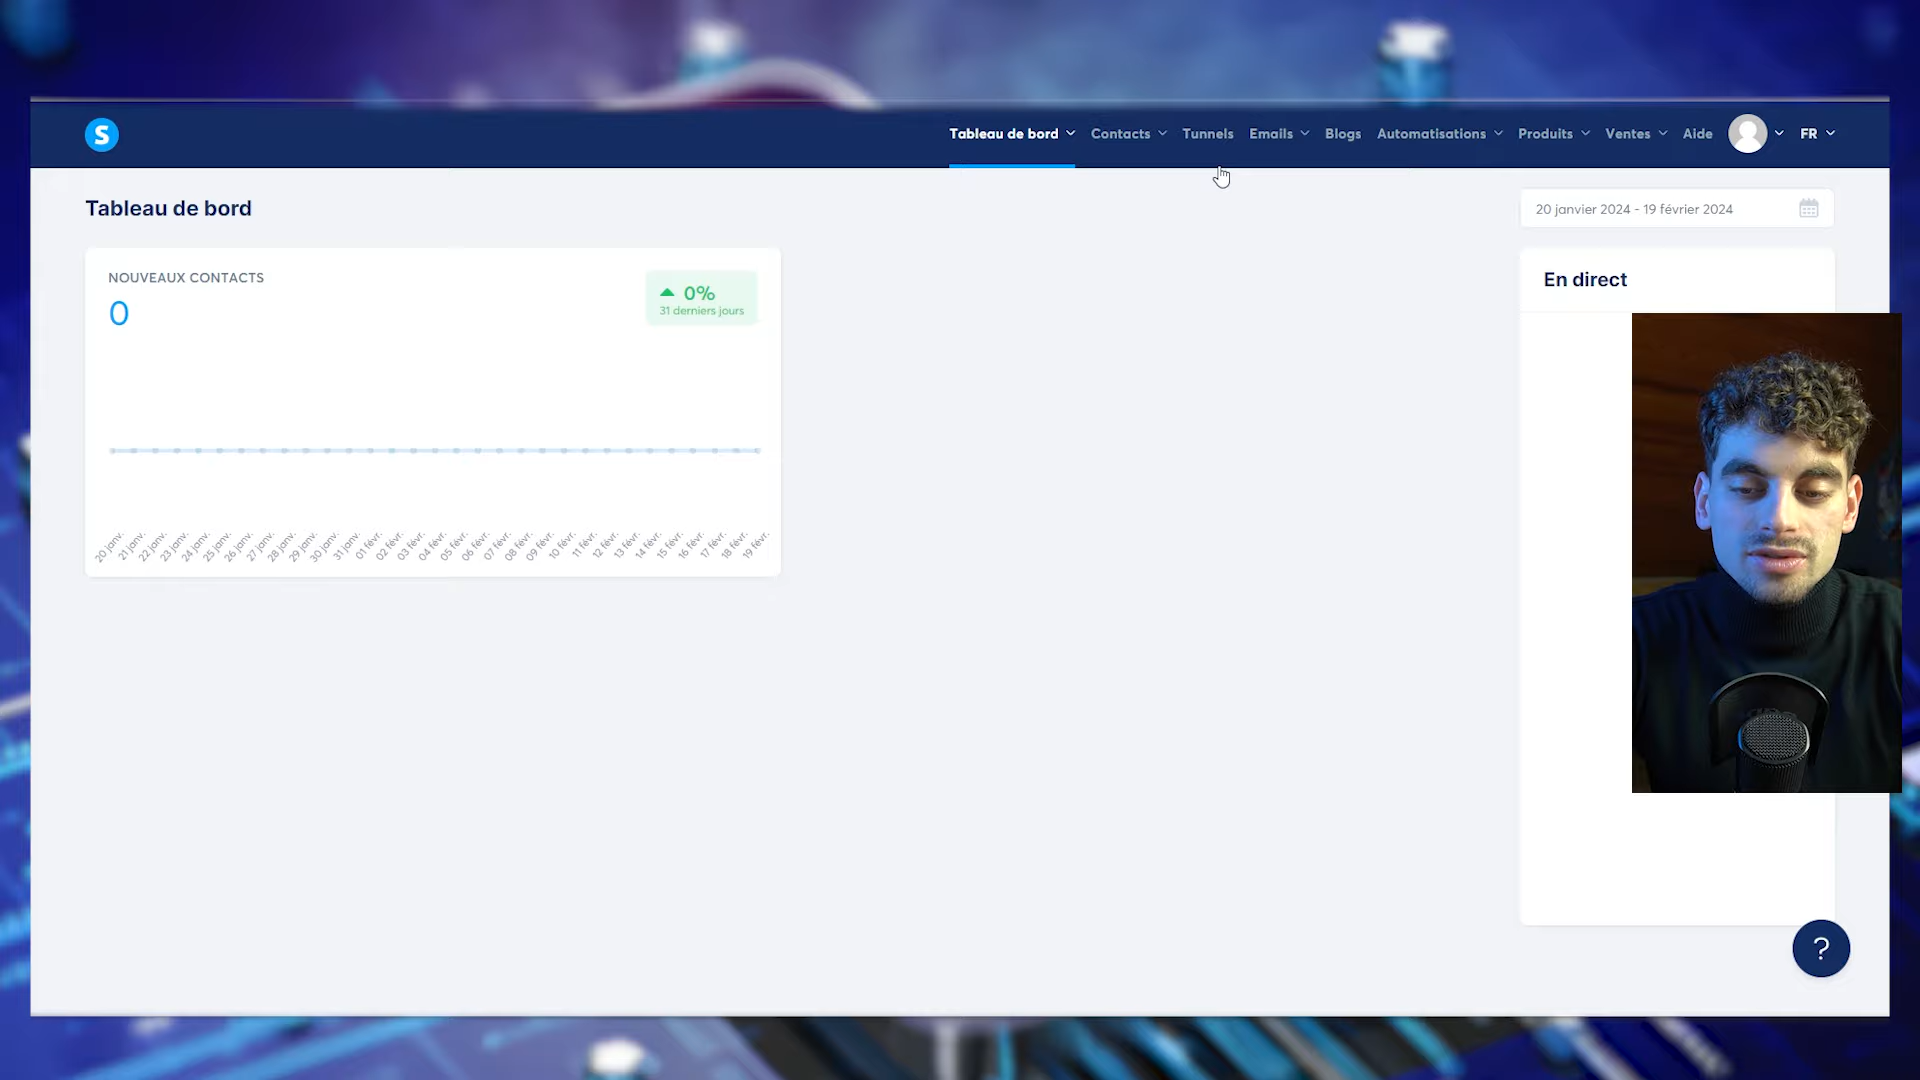 S
Tableau de bord Contacts Tunnels Emails Blogs Automatisations Produits Ventes Aide FR
Tableau de bord
20 janvier 2024 - 19 février 2024
NOUVEAUX CONTACTS
0
0%
31 derniers jours
En direct
20 janv. 21 janv. 22 janv. 23 janv. 24 janv. 25 janv. 26 janv. 27 janv. 28 janv. 29 janv. 30 janv. 31 janv. 01 févr. 02 févr. 03 févr. 04 févr. 05 févr. 06 févr. 07 févr. 08 févr. 09 févr. 10 févr. 11 févr. 12 févr. 13 févr. 14 févr. 15 févr. 16 févr. 17 févr. 18 févr. 19 févr.
?